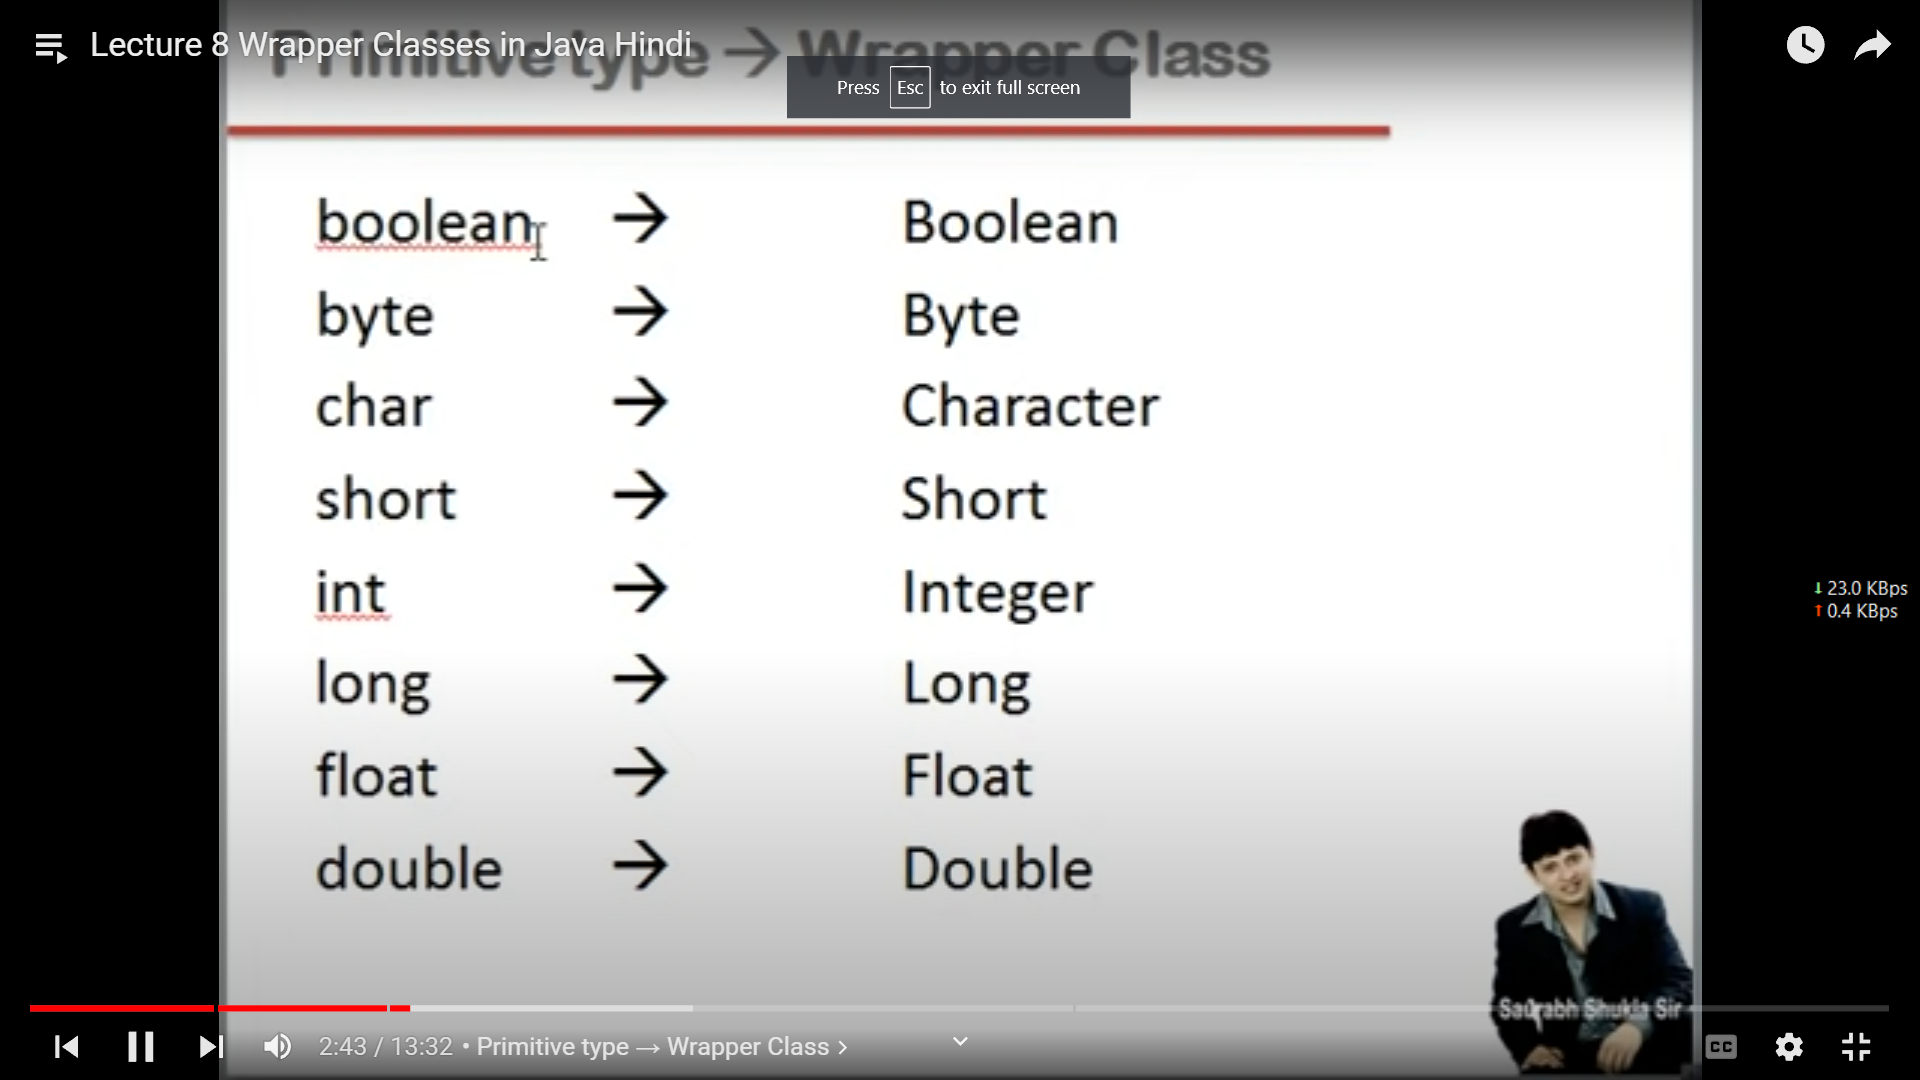 Lecture 8 Wrapper Classes in Java Hindi
Primitive type → Wrapper Class
Press Esc to exit full screen
boolean → Boolean
byte → Byte
char → Character
short → Short
int → Integer
long → Long
float → Float
double → Double
↓ 23.0 KBps
↑ 0.4 KBps
Saurabh Shukla Sir
2:43 / 13:32 • Primitive type → Wrapper Class >
CC